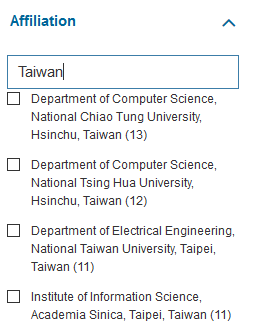 Affiliation
Taiwan
Department of Computer Science,
National Chiao Tung University,
Hsinchu, Taiwan (13)
Department of Computer Science,
National Tsing Hua University,
Hsinchu, Taiwan (12)
Department of Electrical Engineering,
National Taiwan University, Taipei,
Taiwan (11)
Institute of Information Science,
Academia Sinica, Taipei, Taiwan (11)